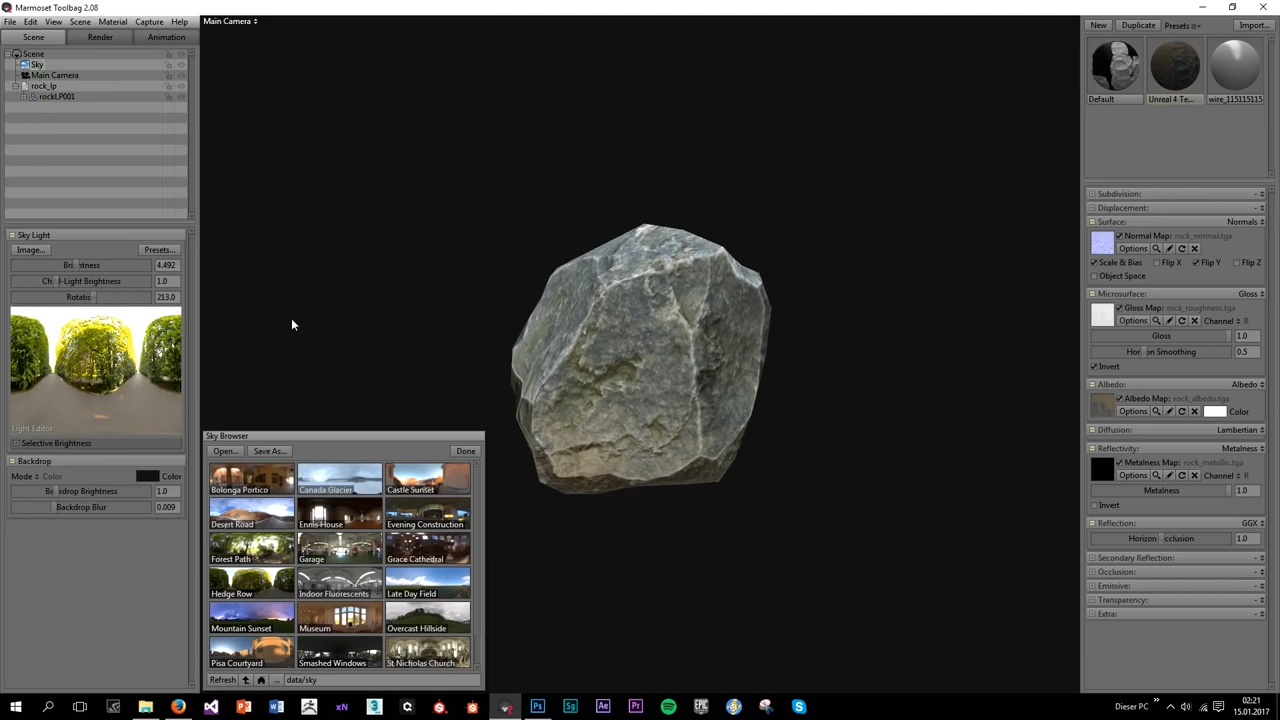 Marmoset Toolbag 2.08
File Edit View Scene Material Capture Help
Scene Render Animation
Scene
Sky
Main Camera
rock_lp
rockLP001
Sky Light
Image... Presets...
Brightness 4.492
Child-Light Brightness 1.0
Rotation 213.0
Light Editor
Selective Brightness
Backdrop
Mode Color Color
Backdrop Brightness 1.0
Backdrop Blur 0.009
Main Camera
Sky Browser
Open... Save As... Done
Bolonga Portico Canada Glacier Castle Sunset
Desert Road Ennis House Evening Construction
Forest Path Garage Grace Cathedral
Hedge Row Indoor Fluorescents Late Day Field
Mountain Sunset Museum Overcast Hillside
Pisa Courtyard Smashed Windows St Nicholas Church
Refresh ... data/sky
New Duplicate Presets Import...
Default Unreal 4 Te... wire_115115115
Subdivision: -
Displacement: -
Surface: Normals
Normal Map: rock_normal.tga
Options
Scale & Bias Flip X Flip Y Flip Z
Object Space
Microsurface: Gloss
Gloss Map: rock_roughness.tga
Options Channel R
Gloss 1.0
Horizon Smoothing 0.5
Invert
Albedo: Albedo
Albedo Map: rock_albedo.tga
Options Color
Diffusion: Lambertian
Reflectivity: Metalness
Metalness Map: rock_metallic.tga
Options Channel R
Metalness 1.0
Invert
Reflection: GGX
Horizon Occlusion 1.0
Secondary Reflection: -
Occlusion: -
Emissive: -
Transparency: -
Extra: -
Dieser PC
02:21
15.01.2017